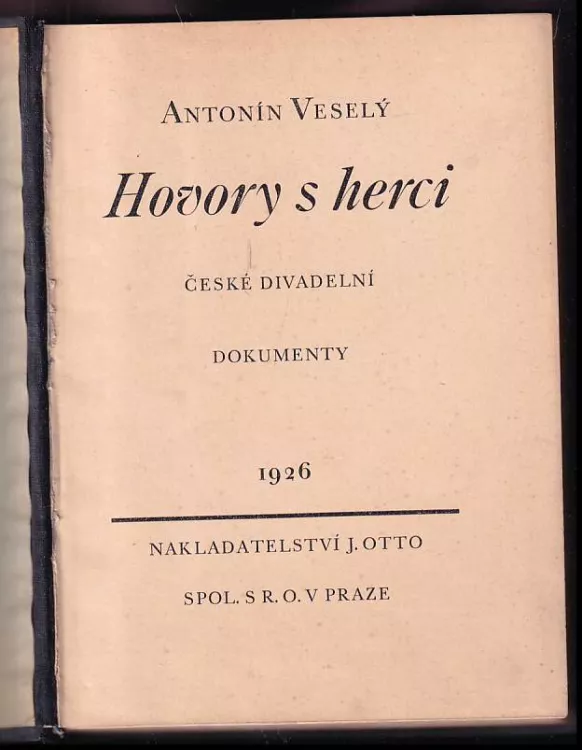 Antonín Veselý
Hovory s herci
ČESKÉ DIVADELNÍ
DOKUMENTY
1926
NAKLADATELSTVÍ J. OTTO
SPOL. S R. O. V PRAZE